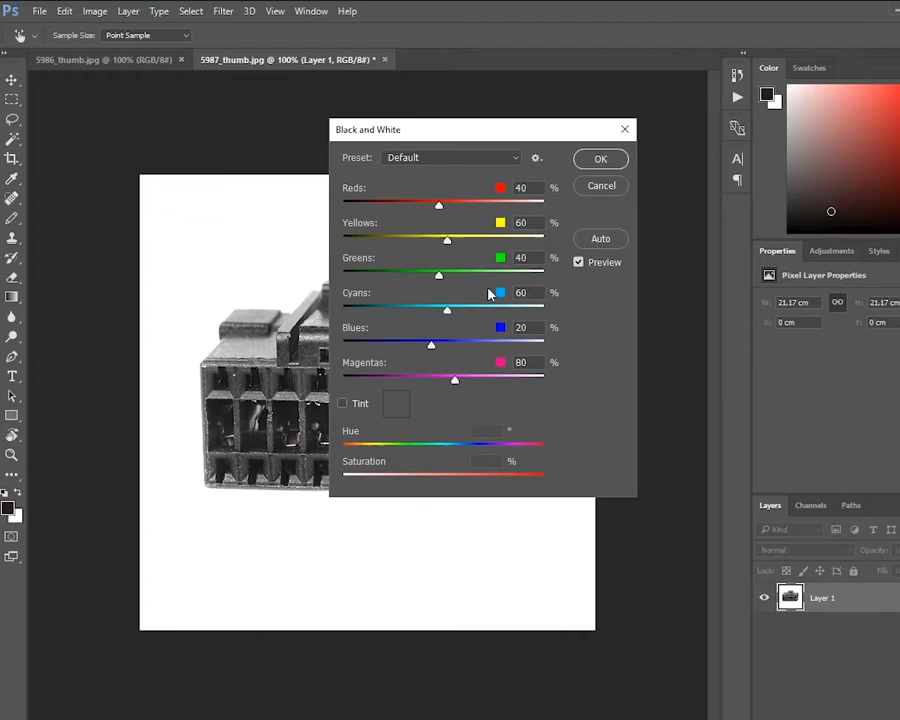 Ps File Edit Image Layer Type Select Filter 3D View Window Help
Sample Size: Point Sample
5986_thumb.jpg @ 100% (RGB/8#) × 5987_thumb.jpg @ 100% (Layer 1, RGB/8#) * ×
Color Swatches
Black and White
Preset: Default
OK
Reds: 40 %
Cancel
Yellows: 60 %
Auto
Greens: 40 %
Preview
Cyans: 60 %
Blues: 20 %
Magentas: 80 %
Tint
Hue °
Saturation %
Properties Adjustments Styles
Pixel Layer Properties
W: 21,17 cm H: 21,17 cm
X: 0 cm Y: 0 cm
Layers Channels Paths
Kind
Normal Opacity:
Lock: Fill:
Layer 1